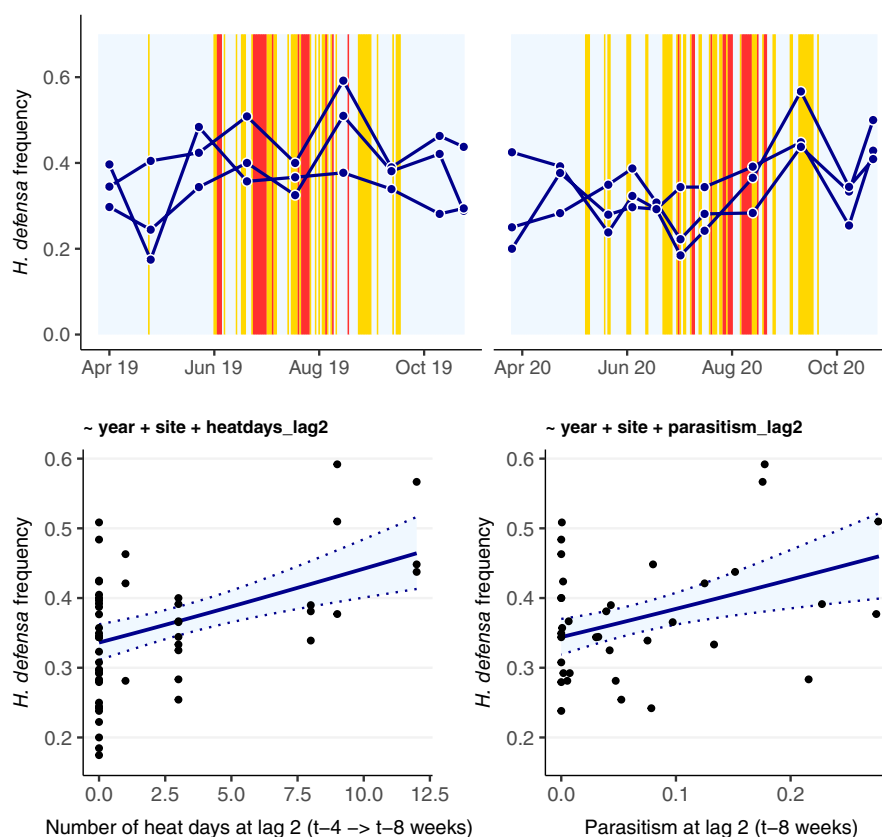 0.6
0.4
0.2
0.0
H. defensa frequency
Apr 19 Jun 19 Aug 19 Oct 19
Apr 20 Jun 20 Aug 20 Oct 20
~ year + site + heatdays_lag2
0.6
0.5
0.4
0.3
0.2
H. defensa frequency
0.0 2.5 5.0 7.5 10.0 12.5
Number of heat days at lag 2 (t−4 −> t−8 weeks)
~ year + site + parasitism_lag2
0.6
0.5
0.4
0.3
0.2
H. defensa frequency
0.0 0.1 0.2
Parasitism at lag 2 (t−8 weeks)